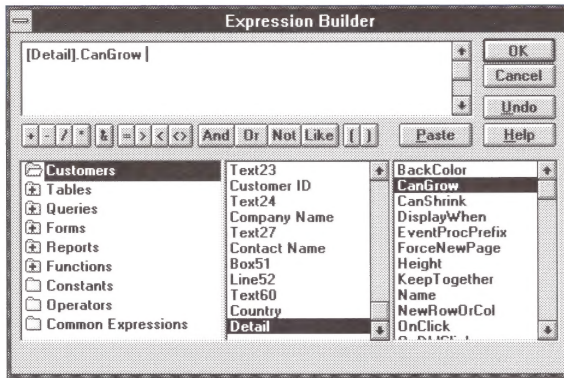 Expression Builder
[Detail].CanGrow
OK
Cancel
Undo
+ - / * & = > < <> And Or Not Like ( )
Paste
Help
Customers
Tables
Queries
Forms
Reports
Functions
Constants
Operators
Common Expressions
Text23
Customer ID
Text24
Company Name
Text27
Contact Name
Box51
Line52
Text60
Country
Detail
BackColor
CanGrow
CanShrink
DisplayWhen
EventProcPrefix
ForceNewPage
Height
KeepTogether
Name
NewRowOrCol
OnClick